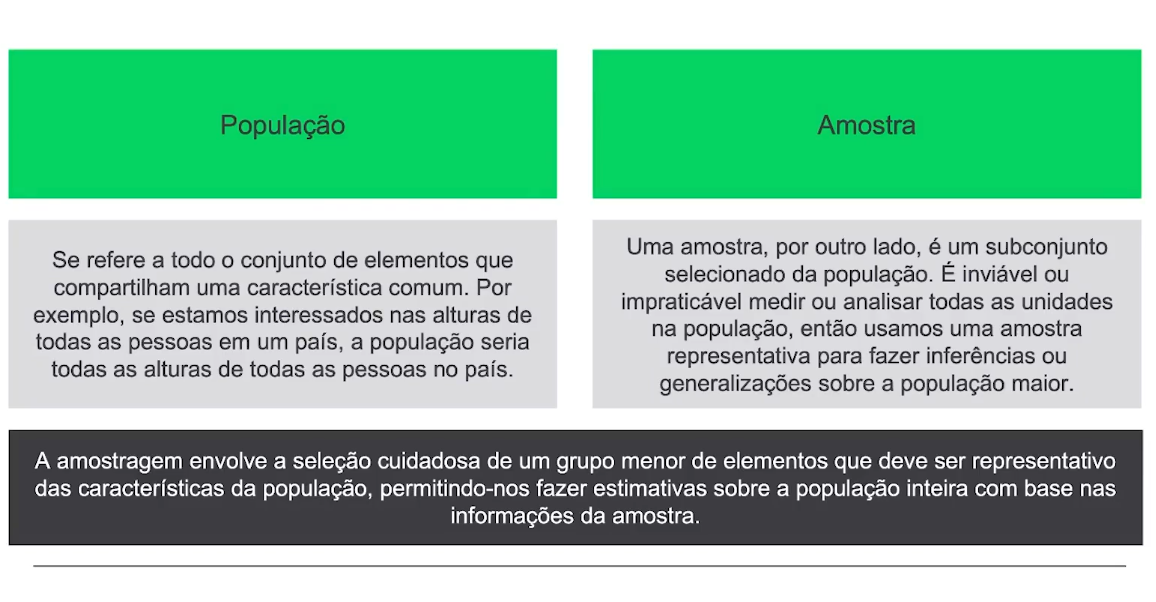 População
Se refere a todo o conjunto de elementos que
compartilham uma característica comum. Por
exemplo, se estamos interessados nas alturas de
todas as pessoas em um país, a população seria
todas as alturas de todas as pessoas no país.
Amostra
Uma amostra, por outro lado, é um subconjunto
selecionado da população. É inviável ou
impraticável medir ou analisar todas as unidades
na população, então usamos uma amostra
representativa para fazer inferências ou
generalizações sobre a população maior.
A amostragem envolve a seleção cuidadosa de um grupo menor de elementos que deve ser representativo
das características da população, permitindo-nos fazer estimativas sobre a população inteira com base nas
informações da amostra.